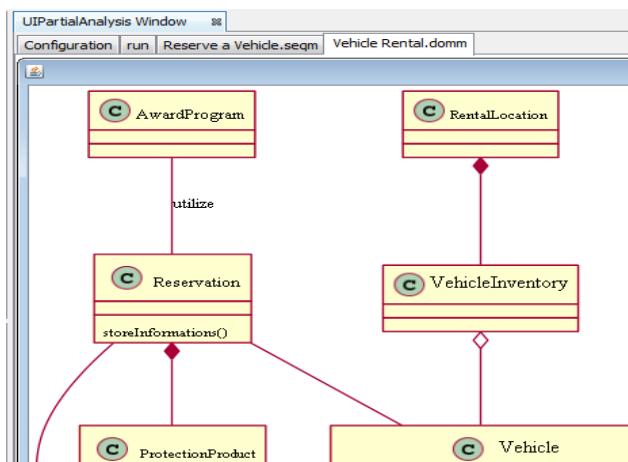 UIPartialAnalysis Window
Configuration run Reserve a Vehicle.seqm Vehicle Rental.domm
C AwardProgram
C RentalLocation
utilize
C Reservation
C VehicleInventory
storeInformations()
C ProtectionProduct
C Vehicle